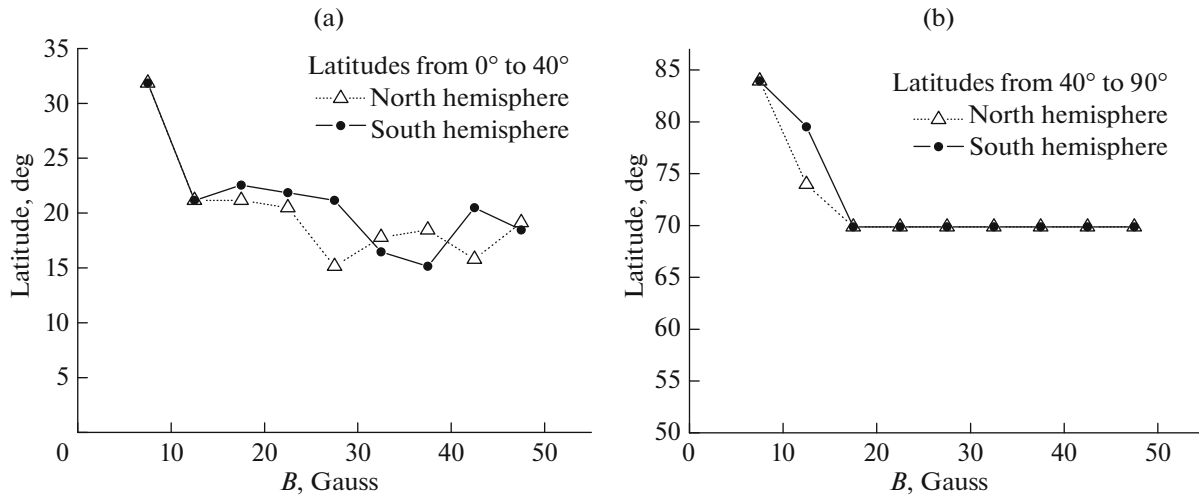 (a)
Latitudes from 0° to 40°
North hemisphere
South hemisphere
Latitude, deg
35
30
25
20
15
10
5
0
10
20
30
40
50
B, Gauss
(b)
Latitudes from 40° to 90°
North hemisphere
South hemisphere
Latitude, deg
85
80
75
70
65
60
55
50
0
10
20
30
40
50
B, Gauss